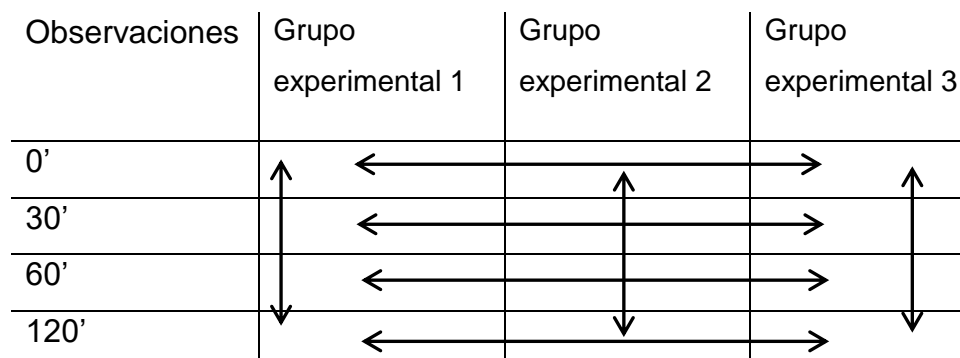 Observaciones
Grupo
experimental 1
Grupo
experimental 2
Grupo
experimental 3
0’
30’
60’
120’